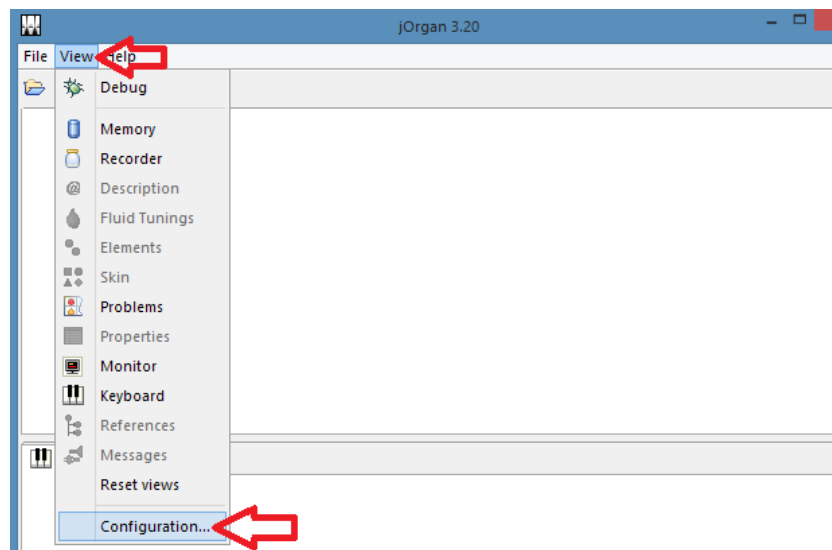 jOrgan 3.20
File View Help
Debug
Memory
Recorder
@ Description
Fluid Tunings
Elements
Skin
Problems
Properties
Monitor
Keyboard
References
Messages
Reset views
Configuration...